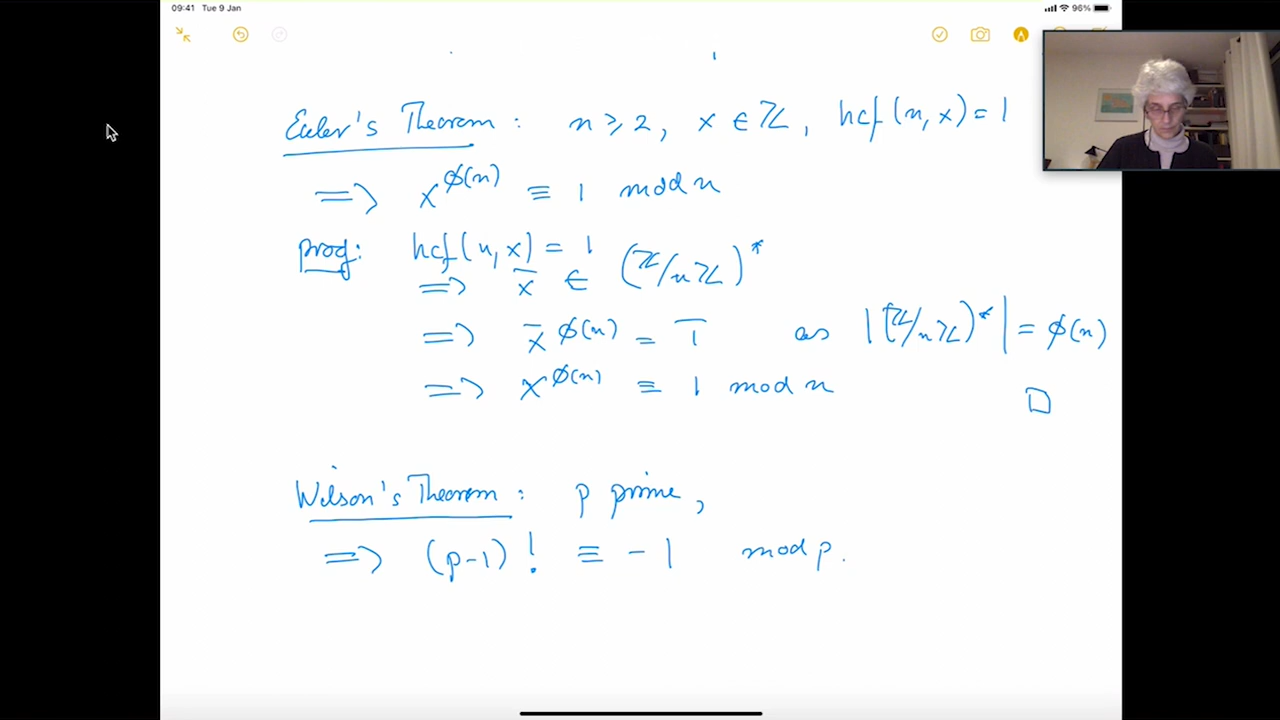 09:41 Tue 9 Jan
96%
Euler's Theorem : n ≥ 2, x ∈ ℤ, hcf(n, x) = 1
⟹ x^ϕ(n) ≡ 1 mod n
proof: hcf(n, x) = 1
⟹ x̄ ∈ (ℤ/nℤ)*
⟹ x̄^ϕ(n) = 1̄ as |(ℤ/nℤ)*| = ϕ(n)
⟹ x^ϕ(n) ≡ 1 mod n □
Wilson's Theorem : p prime,
⟹ (p-1)! ≡ -1 mod p.